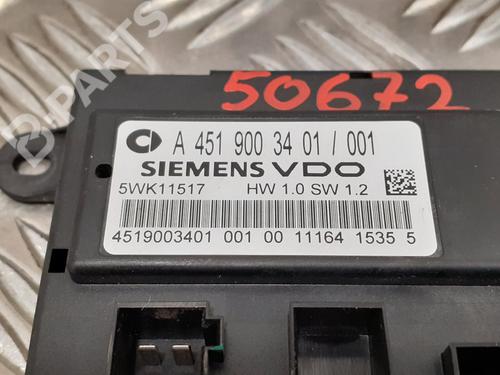 50672
A 451 900 34 01 / 001
SIEMENS VDO
5WK11517 HW 1.0 SW 1.2
4519003401 001 00 11164 1535 5
B-PARTS